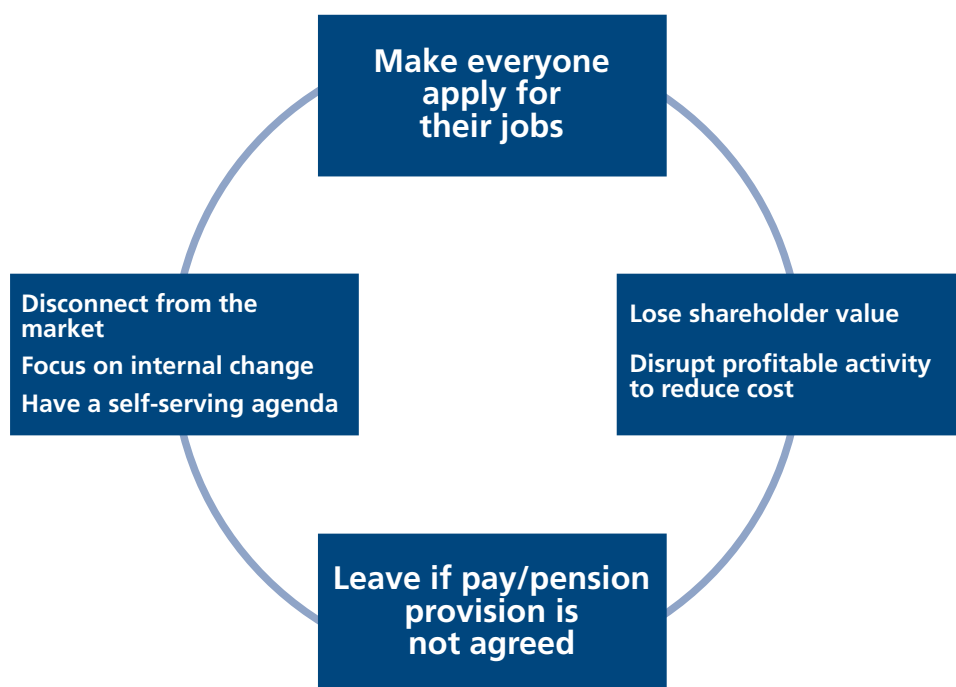 Make everyone
apply for
their jobs
Disconnect from the
market
Focus on internal change
Have a self-serving agenda
Lose shareholder value
Disrupt profitable activity
to reduce cost
Leave if pay/pension
provision is
not agreed